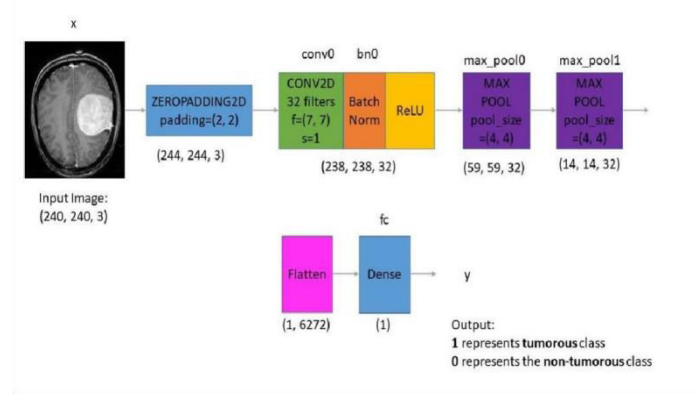 x
conv0
bn0
max_pool0
max_pool1
ZEROPADDING2D
padding=(2, 2)
CONV2D
32 filters
f=(7, 7)
s=1
Batch
Norm
ReLU
MAX
POOL
pool_size
=(4, 4)
MAX
POOL
pool_size
=(4, 4)
(244, 244, 3)
(238, 238, 32)
(59, 59, 32)
(14, 14, 32)
Input Image:
(240, 240, 3)
fc
Flatten
Dense
y
(1, 6272)
(1)
Output:
1 represents tumorous class
0 represents the non-tumorous class